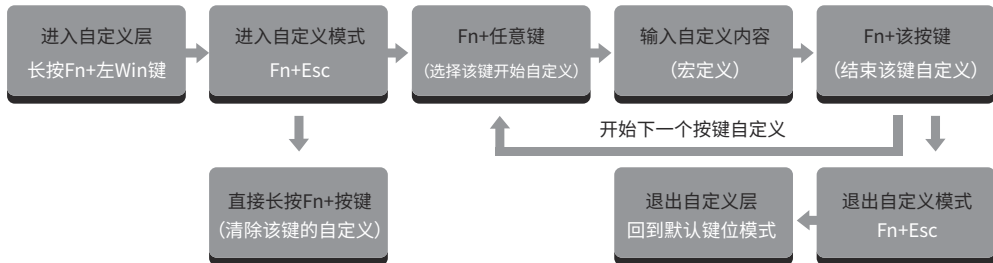 进入自定义层
长按Fn+左Win键
进入自定义模式
Fn+Esc
Fn+任意键
(选择该键开始自定义)
输入自定义内容
(宏定义)
Fn+该按键
(结束该键自定义)
开始下一个按键自定义
直接长按Fn+按键
(清除该键的自定义)
退出自定义层
回到默认键位模式
退出自定义模式
Fn+Esc